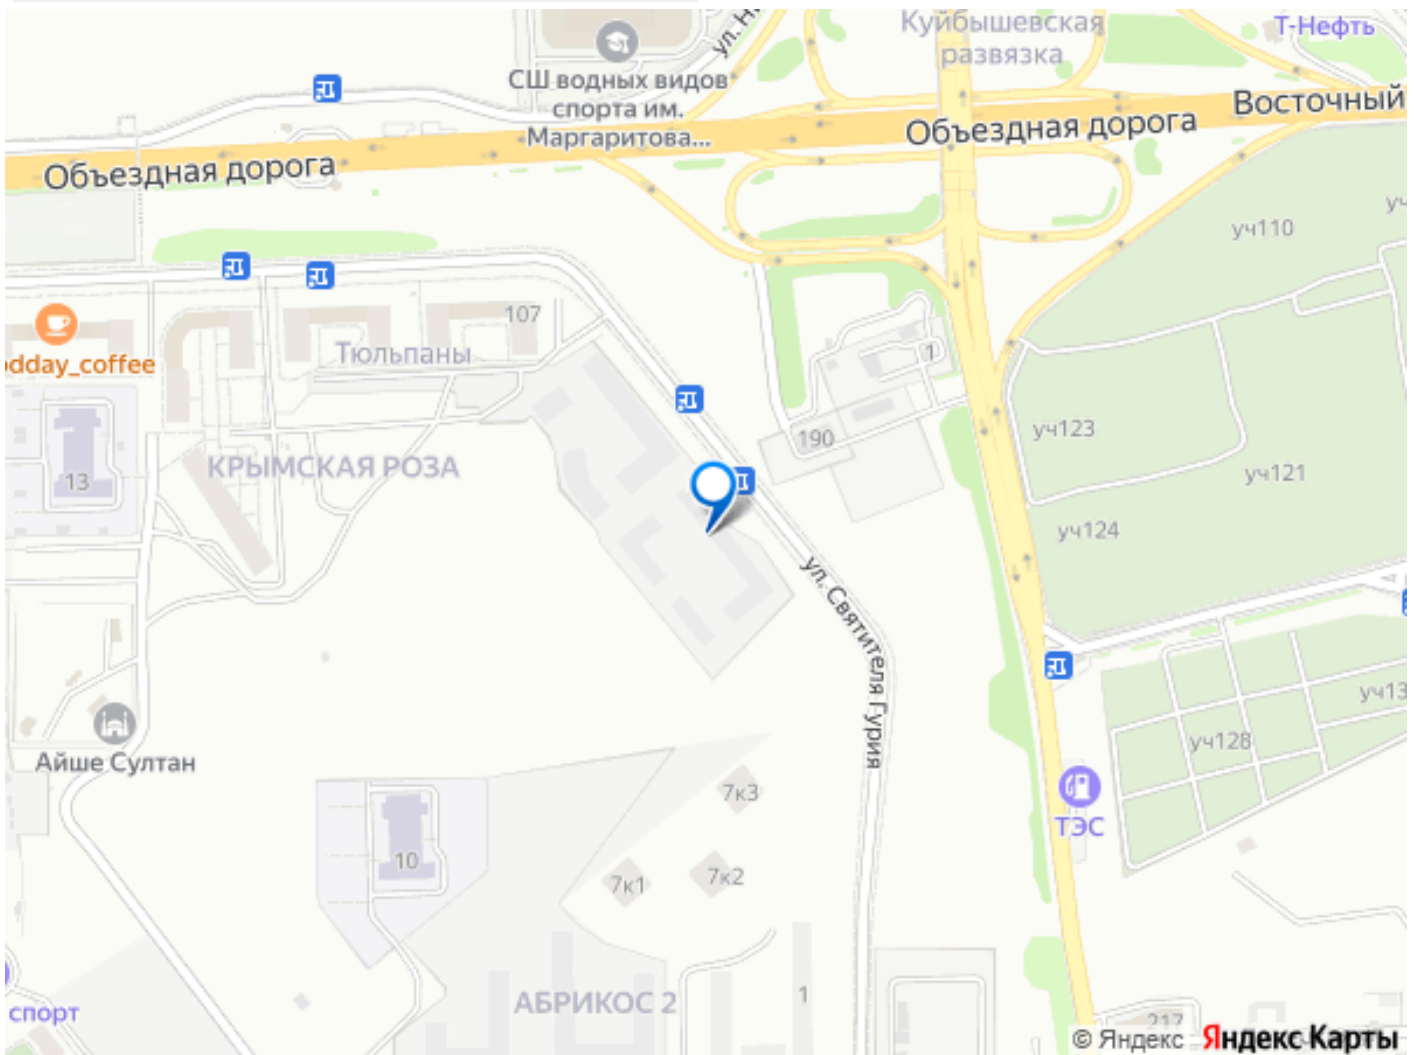 Куйбышевская
развязка
Т-Нефть
СШ водных видов
спорта им.
Маргаритова...
Восточный
Объездная дорога
Объездная дорога
уч110
107
Тюльпаны
odday_coffee
1
190
уч123
КРЫМСКАЯ РОЗА
13
уч121
уч124
ул. Святителя Гурия
Айше Султан
уч13
уч128
7к3
ТЭС
10
7к1
7к2
АБРИКОС 2
1
спорт
217
© Яндекс Яндекс Карты